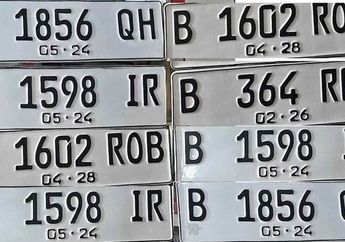 1856 QH
05·24
1598 IR
05·24
1602 ROB
04·28
1598 IR
05·24
B 1602 RO
04·28
B 364
02·26
B 1598
05·24
B 1856
05·24